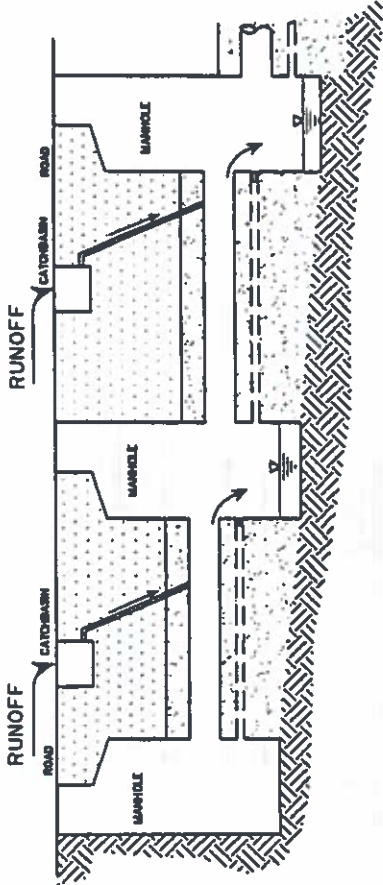 RUNOFF
ROAD
CATCHBASIN
MANHOLE
MANHOLE
RUNOFF
CATCHBASIN
ROAD
MANHOLE